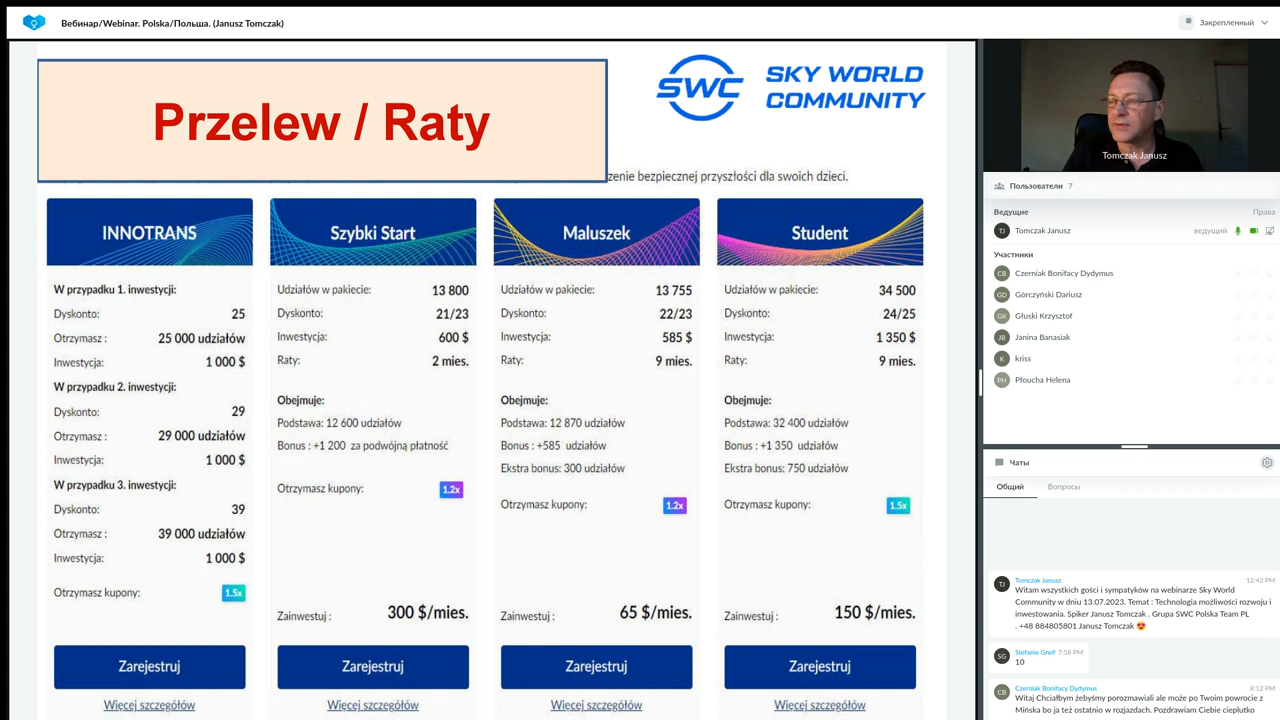 Вебинар/Webinar. Polska/Польша. (Janusz Tomczak)
Закрепленный
Przelew / Raty
SWC
SKY WORLD
COMMUNITY
zenie bezpiecznej przyszłości dla swoich dzieci.
INNOTRANS
W przypadku 1. inwestycji:
Dyskonto: 25
Otrzymasz : 25 000 udziałów
Inwestycja: 1 000 $
W przypadku 2. inwestycji:
Dyskonto: 29
Otrzymasz : 29 000 udziałów
Inwestycja: 1 000 $
W przypadku 3. inwestycji:
Dyskonto: 39
Otrzymasz : 39 000 udziałów
Inwestycja: 1 000 $
Otrzymasz kupony: 1.5x
Zarejestruj
Więcej szczegółów
Szybki Start
Udziałów w pakiecie: 13 800
Dyskonto: 21/23
Inwestycja: 600 $
Raty: 2 mies.
Obejmuje:
Podstawa: 12 600 udziałów
Bonus : +1 200 za podwójną płatność
Otrzymasz kupony: 1.2x
Zainwestuj : 300 $/mies.
Zarejestruj
Więcej szczegółów
Maluszek
Udziałów w pakiecie: 13 755
Dyskonto: 22/23
Inwestycja: 585 $
Raty: 9 mies.
Obejmuje:
Podstawa: 12 870 udziałów
Bonus : +585 udziałów
Ekstra bonus: 300 udziałów
Otrzymasz kupony: 1.2x
Zainwestuj : 65 $/mies.
Zarejestruj
Więcej szczegółów
Student
Udziałów w pakiecie: 34 500
Dyskonto: 24/25
Inwestycja: 1 350 $
Raty: 9 mies.
Obejmuje:
Podstawa: 32 400 udziałów
Bonus : +1 350 udziałów
Ekstra bonus: 750 udziałów
Otrzymasz kupony: 1.5x
Zainwestuj : 150 $/mies.
Zarejestruj
Więcej szczegółów
Tomczak Janusz
Пользователи 7
Ведущие Права
TJ Tomczak Janusz ведущий
Участники
CB Czerniak Bonifacy Dydymus
GD Górczyński Dariusz
GK Głuski Krzysztof
JB Janina Banasiak
K kriss
PH Płoucha Helena
Чаты
Общий Вопросы
TJ Tomczak Janusz 12:43 PM
Witam wszystkich gości i sympatyków na webinarze Sky World
Community w dniu 13.07.2023. Temat : Technologia możliwości rozwoju i
inwestowania. Spiker Janusz Tomczak . Grupa SWC Polska Team PL
. +48 884805801 Janusz Tomczak 😍
SG Stefanie Greif 7:58 PM
10
CB Czerniak Bonifacy Dydymus 8:12 PM
Witaj Chciałbym żebyśmy porozmawiali ale może po Twoim powrocie z
Mińska bo ja też ostatnio w rozjazdach. Pozdrawiam Ciebie cieplutko